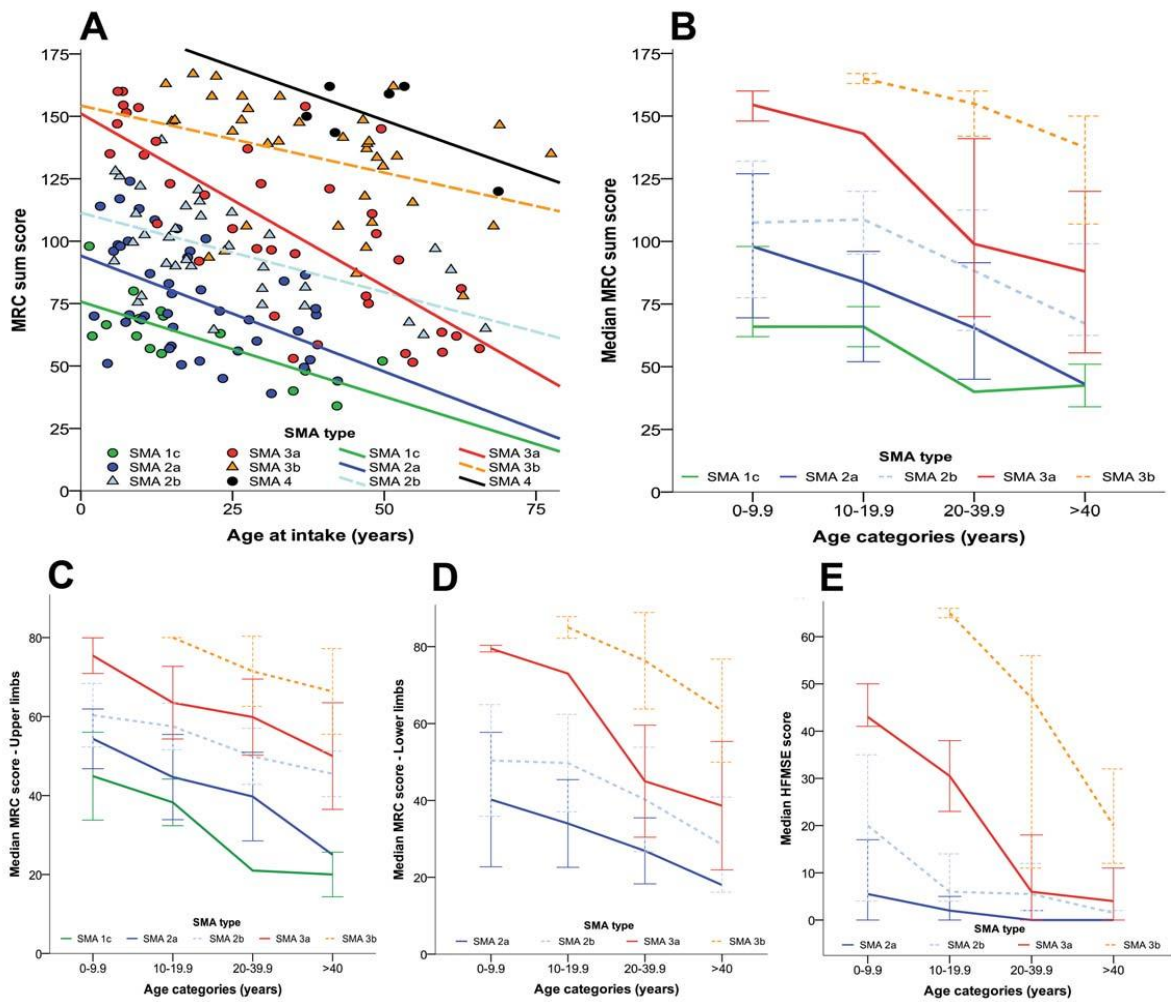 A
175
150
125
100
75
50
25
0
MRC sum score
SMA type
SMA 1c SMA 3a SMA 1c SMA 3a
SMA 2a SMA 3b SMA 2a SMA 3b
SMA 2b SMA 4 SMA 2b SMA 4
0 25 50 75
Age at intake (years)
B
175
150
125
100
75
50
25
0
Median MRC sum score
SMA type
SMA 1c SMA 2a SMA 2b SMA 3a SMA 3b
0-9.9 10-19.9 20-39.9 >40
Age categories (years)
C
80
60
40
20
0
Median MRC score - Upper limbs
SMA type
SMA 1c SMA 2a SMA 2b SMA 3a SMA 3b
0-9.9 10-19.9 20-39.9 >40
Age categories (years)
D
80
60
40
20
0
Median MRC score - Lower limbs
SMA type
SMA 2a SMA 2b SMA 3a SMA 3b
0-9.9 10-19.9 20-39.9 >40
Age categories (years)
E
60
50
40
30
20
10
0
Median HFMSE score
SMA type
SMA 2a SMA 2b SMA 3a SMA 3b
0-9.9 10-19.9 20-39.9 >40
Age categories (years)